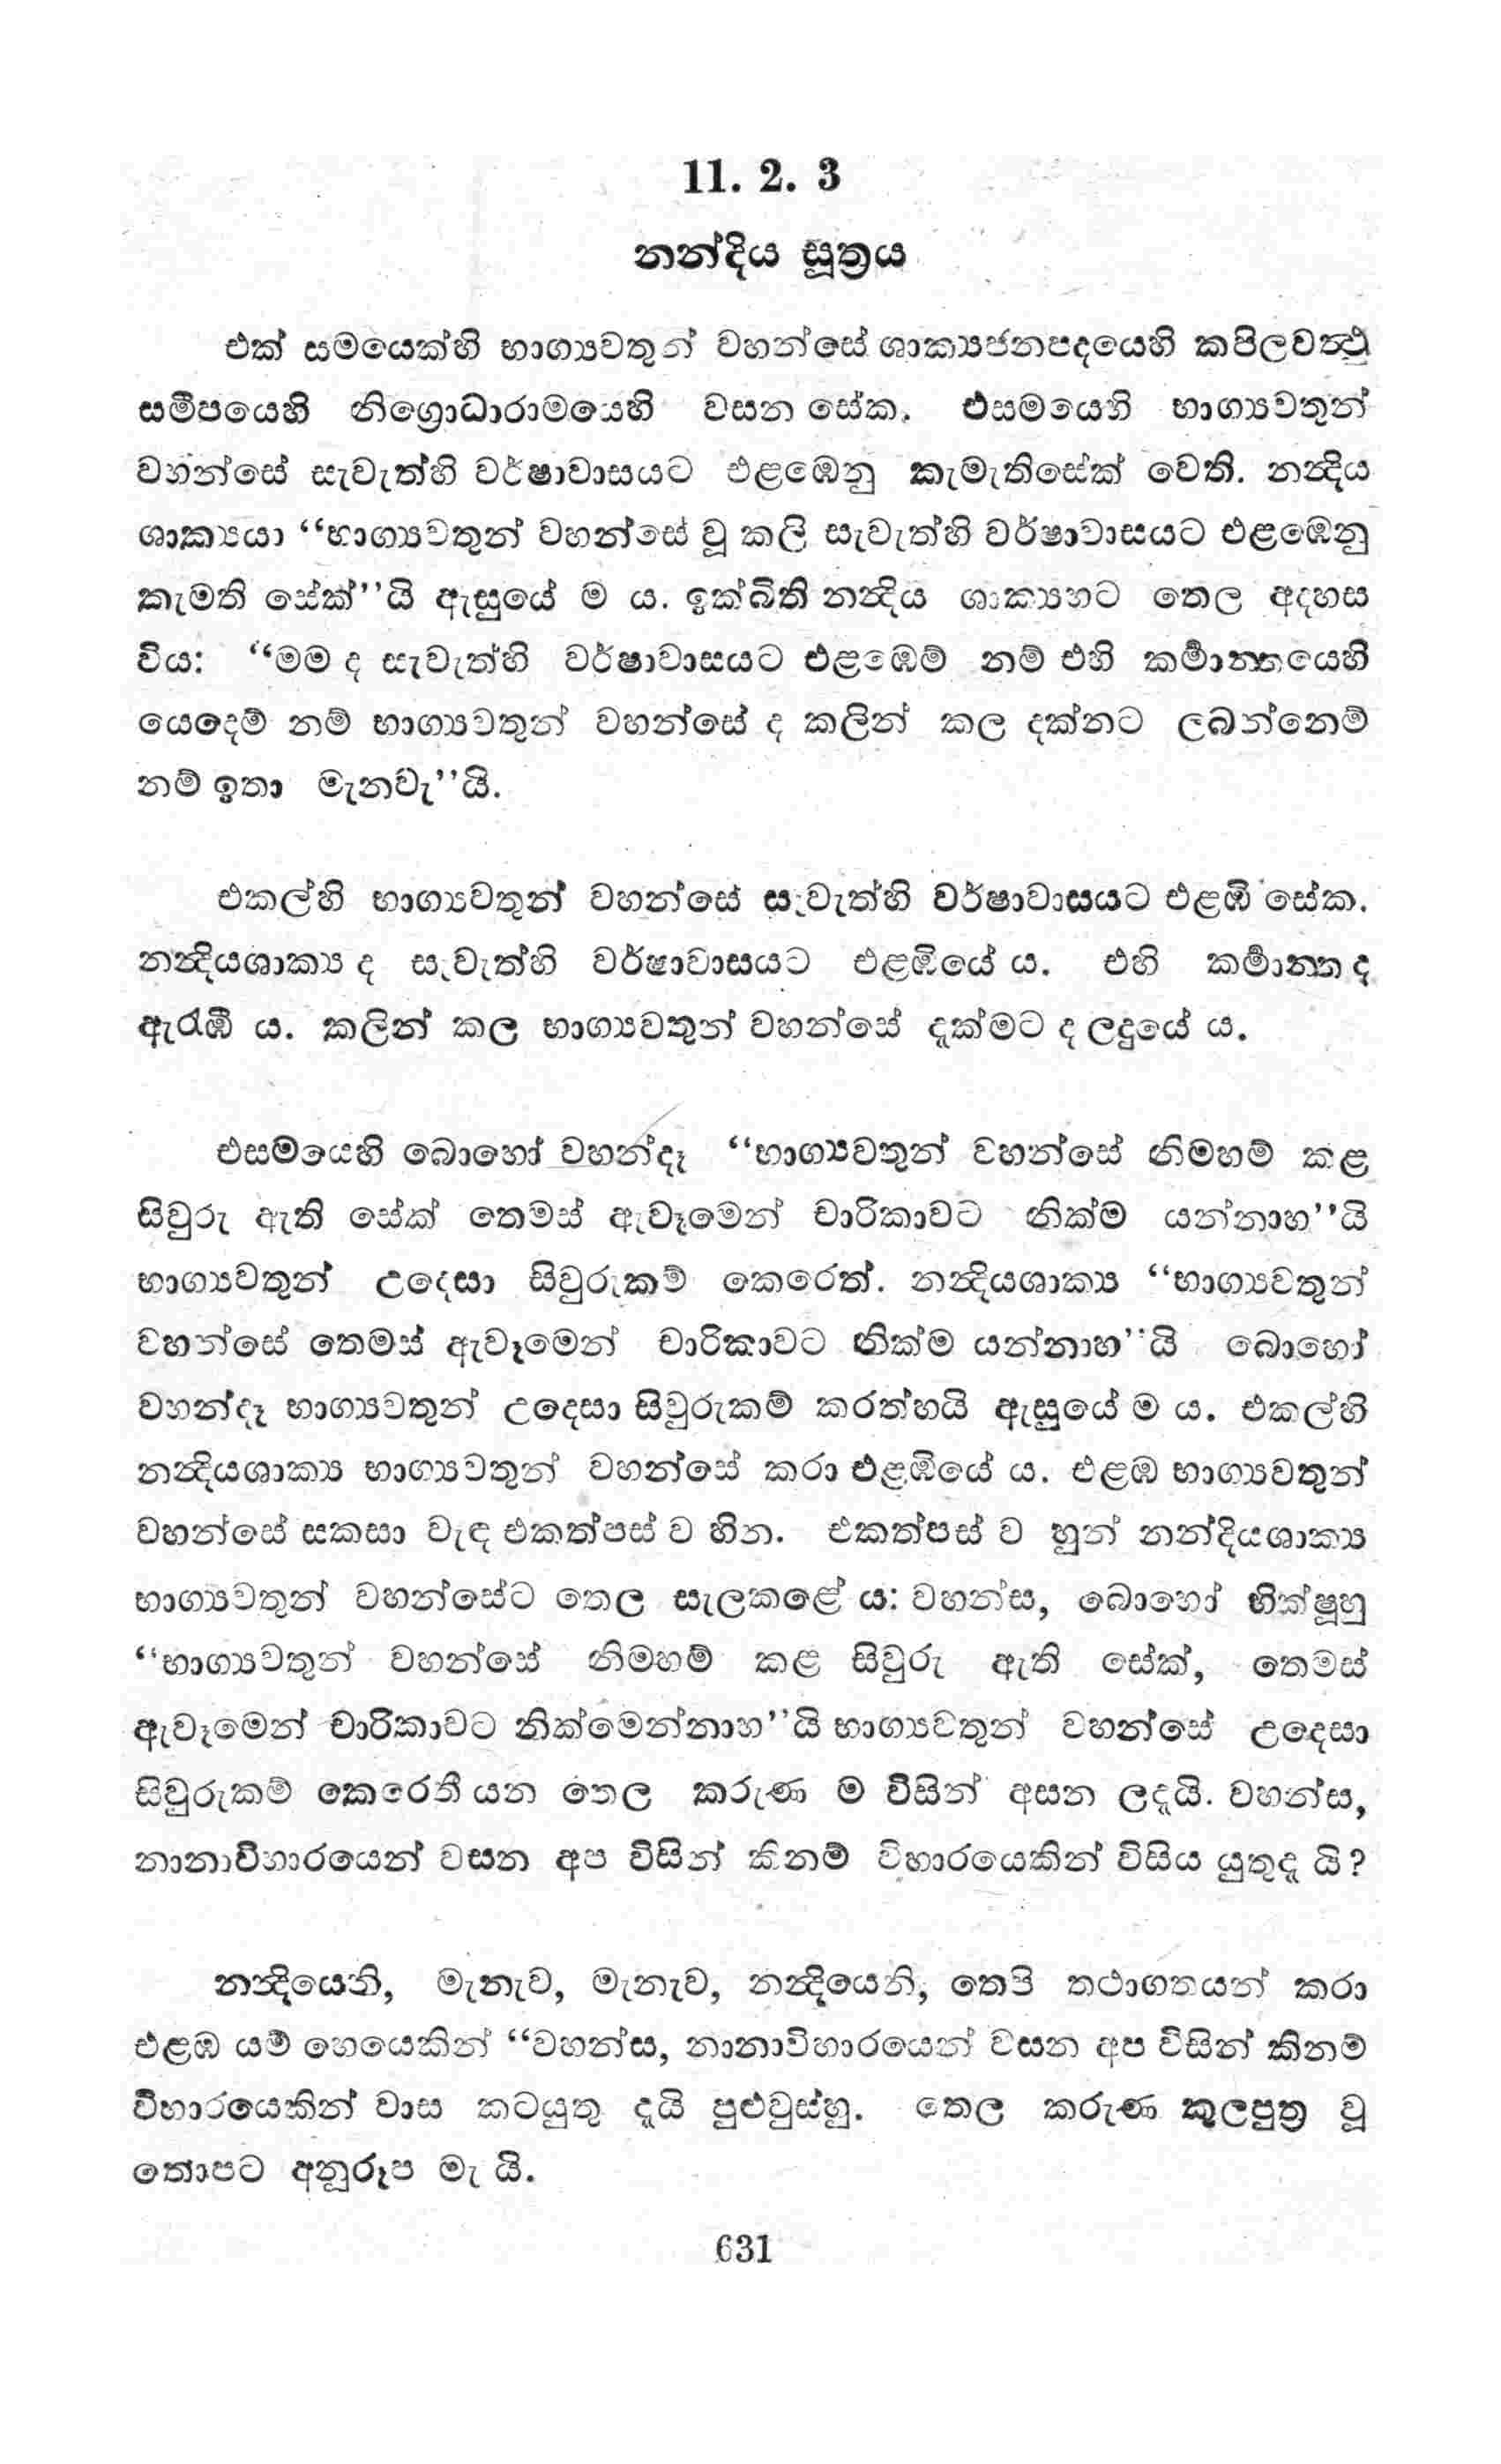 11. 2. 3
නන්දිය සූත්‍රය
එක් සමයෙක්හි භාග්‍යවතුන් වහන්සේ ශාක්‍යජනපදයෙහි කපිලවත්‍ථු
සමීපයෙහි නිග්‍රොධාරාමයෙහි වසන සේක. එසමයෙහි භාග්‍යවතුන්
වහන්සේ සැවැත්හි වර්ෂාවාසයට එළඹෙනු කැමැතිසේක් වෙති. නන්‍දිය
ශාක්‍යයා “භාග්‍යවතුන් වහන්සේ වූ කලි සැවැත්හි වර්ෂාවාසයට එළඹෙනු
කැමති සේක්”යි ඇසුයේ ම ය. ඉක්බිති නන්‍දිය ශාක්‍යහට තෙල අදහස
විය: “මම ද සැවැත්හි වර්ෂාවාසයට එළඹෙම් නම් එහි කර්‍මාන්‍තයෙහි
යෙදෙම් නම් භාග්‍යවතුන් වහන්සේ ද කලින් කල දක්නට ලබන්නෙම්
නම් ඉතා මැනවැ”යි.
එකල්හි භාග්‍යවතුන් වහන්සේ සැවැත්හි වර්ෂාවාසයට එළඹි සේක.
නන්‍දියශාක්‍ය ද සැවැත්හි වර්ෂාවාසයට එළඹියේ ය. එහි කර්‍මාන්‍ත ද
ඇරැඹී ය. කලින් කල භාග්‍යවතුන් වහන්සේ දැක්මට ද ලදුයේ ය.
එසමයෙහි බොහෝ වහන්දෑ “භාග්‍යවතුන් වහන්සේ නිමහම් කළ
සිවුරු ඇති සේක් තෙමස් ඇවෑමෙන් චාරිකාවට නික්ම යන්නාහ”යි
භාග්‍යවතුන් උදෙසා සිවුරුකම් කෙරෙත්. නන්‍දියශාක්‍ය “භාග්‍යවතුන්
වහන්සේ තෙමස් ඇවෑමෙන් චාරිකාවට නික්ම යන්නාහ”යි බොහෝ
වහන්දෑ භාග්‍යවතුන් උදෙසා සිවුරුකම් කරත්හයි ඇසුයේ ම ය. එකල්හි
නන්‍දියශාක්‍ය භාග්‍යවතුන් වහන්සේ කරා එළඹියේ ය. එළඹ භාග්‍යවතුන්
වහන්සේ සකසා වැඳ එකත්පස් ව හින. එකත්පස් ව හුන් නන්දියශාක්‍ය
භාග්‍යවතුන් වහන්සේට තෙල සැලකළේ ය: වහන්ස, බොහෝ භික්ෂූහු
“භාග්‍යවතුන් වහන්සේ නිමහම් කළ සිවුරු ඇති සේක්, තෙමස්
ඇවෑමෙන් චාරිකාවට නික්මෙන්නාහ”යි භාග්‍යවතුන් වහන්සේ උදෙසා
සිවුරුකම් කෙරෙතී යන තෙල කරුණ ම විසින් අසන ලදැයි. වහන්ස,
නානාවිහාරයෙන් වසන අප විසින් කිනම් විහාරයෙකින් විසිය යුතුදැ යි?
නන්‍දියෙනි, මැනැව, මැනැව, නන්‍දියෙනි, තෙපි තථාගතයන් කරා
එළඹ යම් හෙයෙකින් “වහන්ස, නානාවිහාරයෙන් වසන අප විසින් කිනම්
විහාරයෙකින් වාස කටයුතු දැයි පුළුවුස්හු. තෙල කරුණ කුලපුත්‍ර වූ
තොපට අනුරූප මැ යි.
631